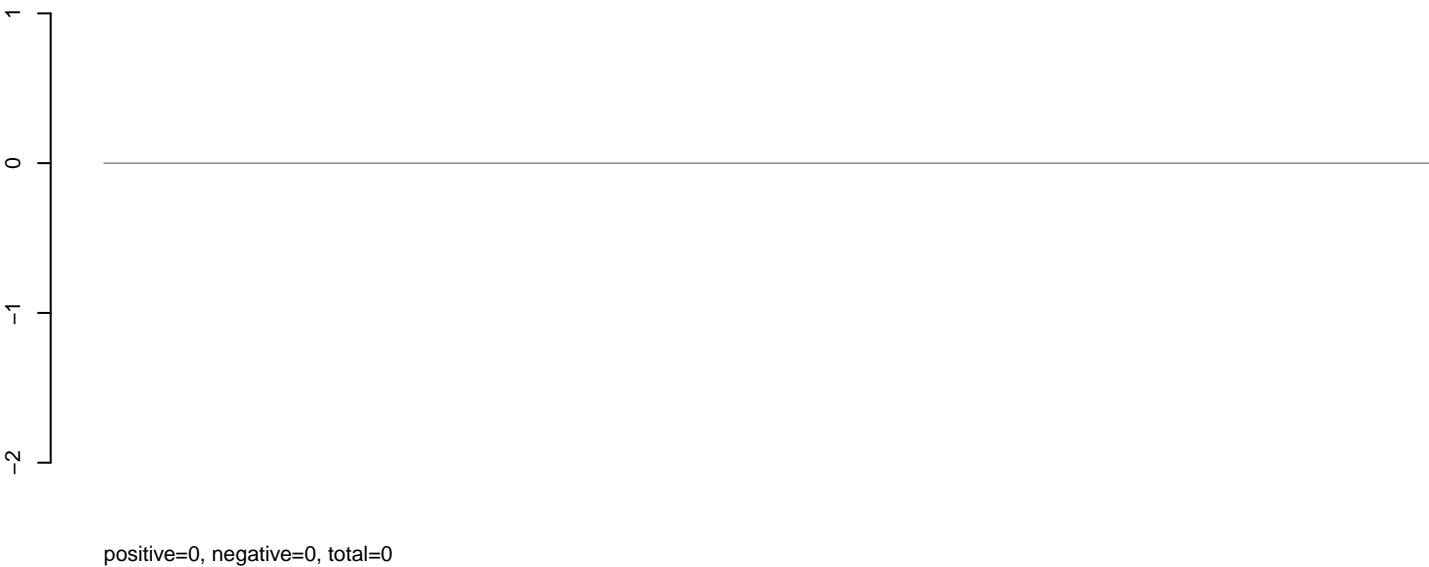 1
0
−1
−2
positive=0, negative=0, total=0